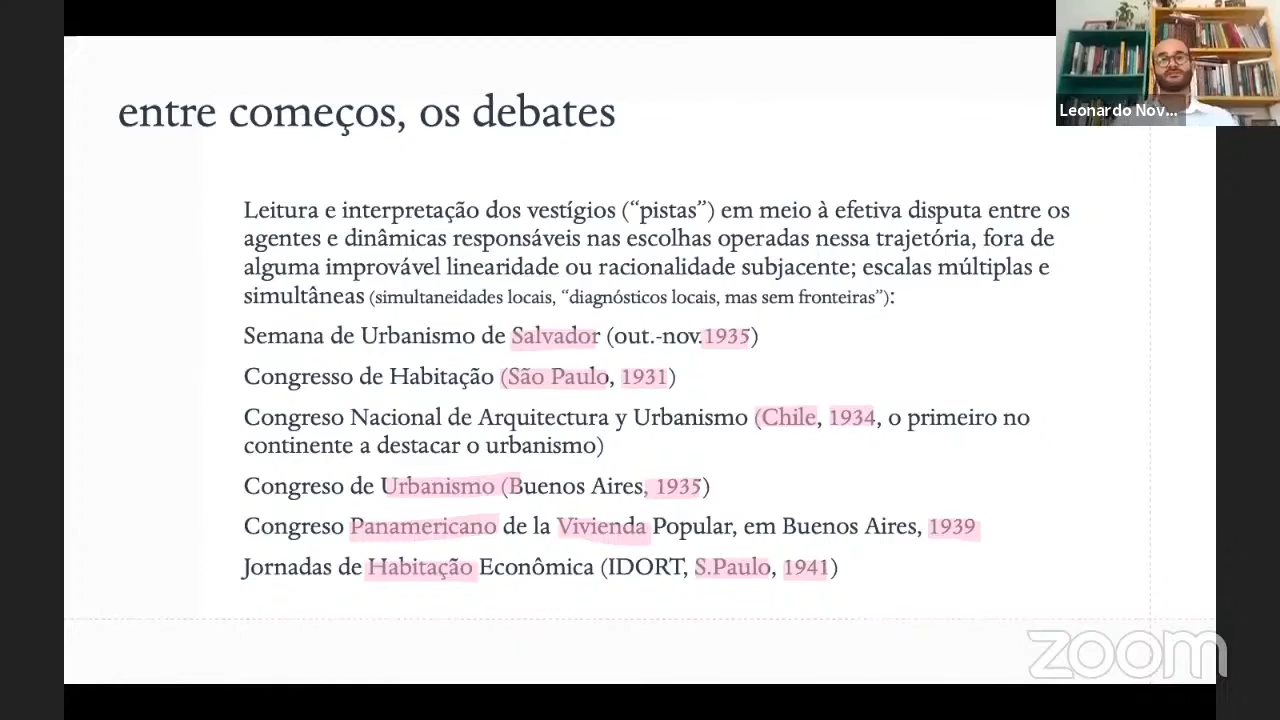 entre começos, os debates
Leonardo Nov...
Leitura e interpretação dos vestígios (“pistas”) em meio à efetiva disputa entre os
agentes e dinâmicas responsáveis nas escolhas operadas nessa trajetória, fora de
alguma improvável linearidade ou racionalidade subjacente; escalas múltiplas e
simultâneas (simultaneidades locais, “diagnósticos locais, mas sem fronteiras”):
Semana de Urbanismo de Salvador (out.-nov.1935)
Congresso de Habitação (São Paulo, 1931)
Congreso Nacional de Arquitectura y Urbanismo (Chile, 1934, o primeiro no
continente a destacar o urbanismo)
Congreso de Urbanismo (Buenos Aires, 1935)
Congreso Panamericano de la Vivienda Popular, em Buenos Aires, 1939
Jornadas de Habitação Econômica (IDORT, S.Paulo, 1941)
zoom